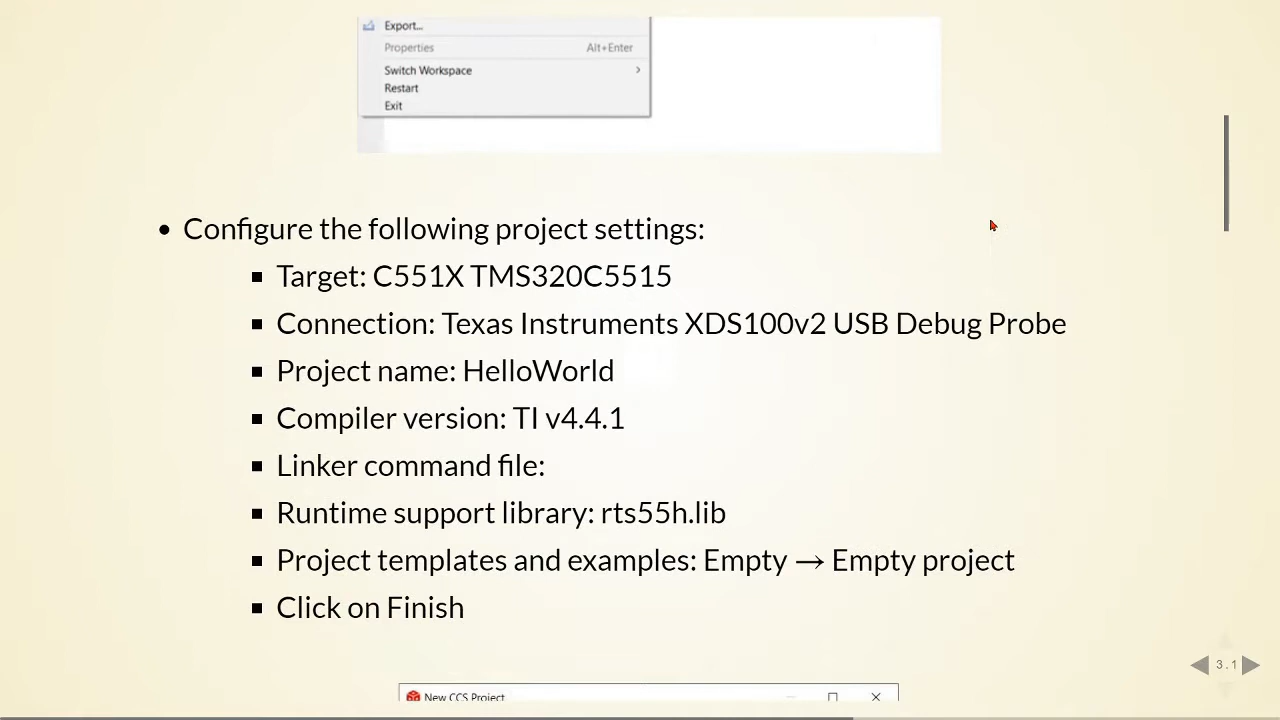 Export...
Properties Alt+Enter
Switch Workspace
Restart
Exit
Configure the following project settings:
Target: C551X TMS320C5515
Connection: Texas Instruments XDS100v2 USB Debug Probe
Project name: HelloWorld
Compiler version: TI v4.4.1
Linker command file:
Runtime support library: rts55h.lib
Project templates and examples: Empty → Empty project
Click on Finish
3.1
New CCS Project